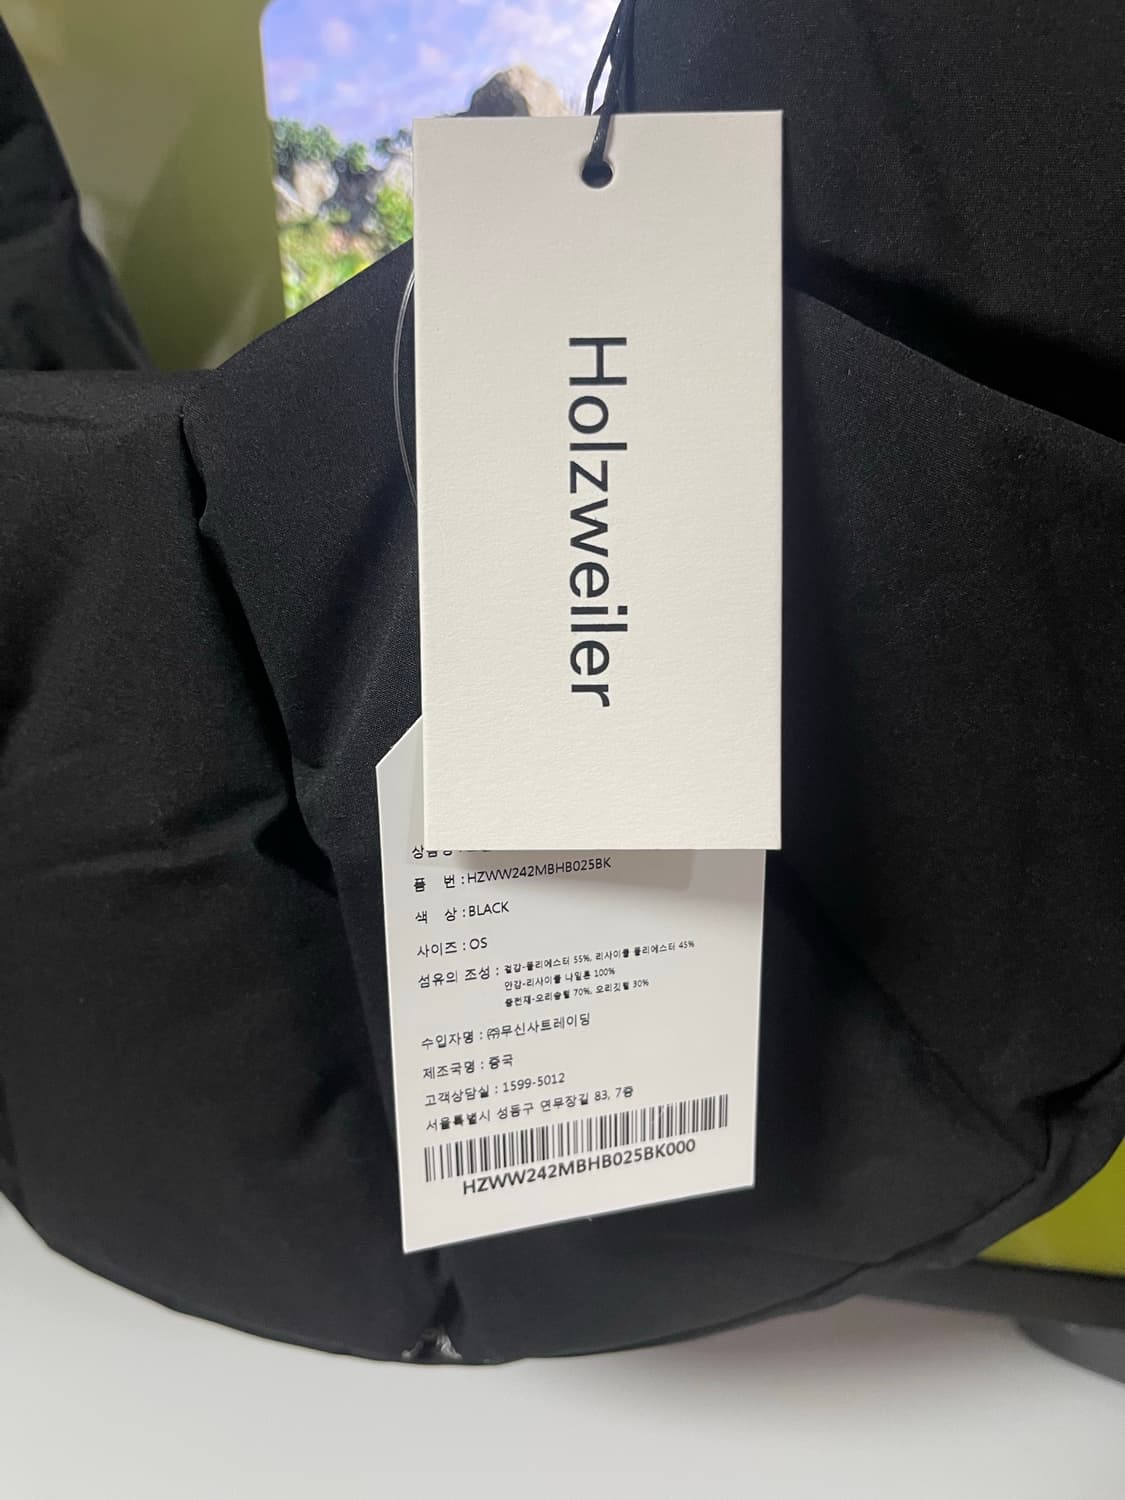 Holzweiler
품 번 : HZWW242MBHB025BK
색 상 : BLACK
사이즈 : OS
섬유의 조성 : 겉감-폴리에스터 55%, 리사이클 폴리에스터 45%
안감-리사이클 나일론 100%
충전재-오리솜털 70%, 오리깃털 30%
수입자명 : ㈜무신사트레이딩
제조국명 : 중국
고객상담실 : 1599-5012
서울특별시 성동구 연무장길 83, 7층
HZWW242MBHB025BK000